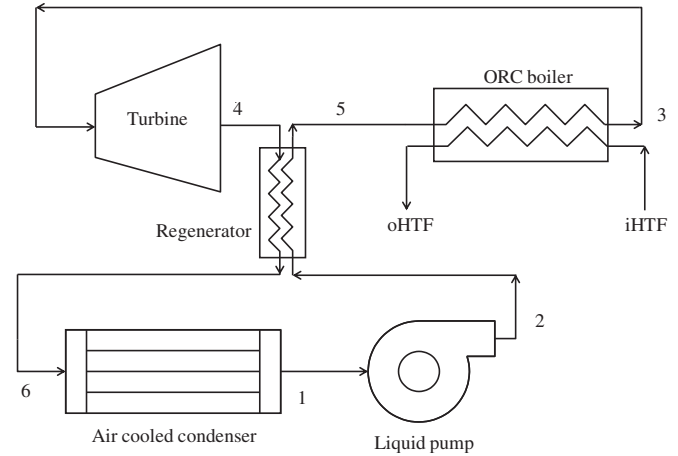 ORC boiler
4
5
3
Turbine
Regenerator
oHTF
iHTF
2
6
1
Air cooled condenser
Liquid pump